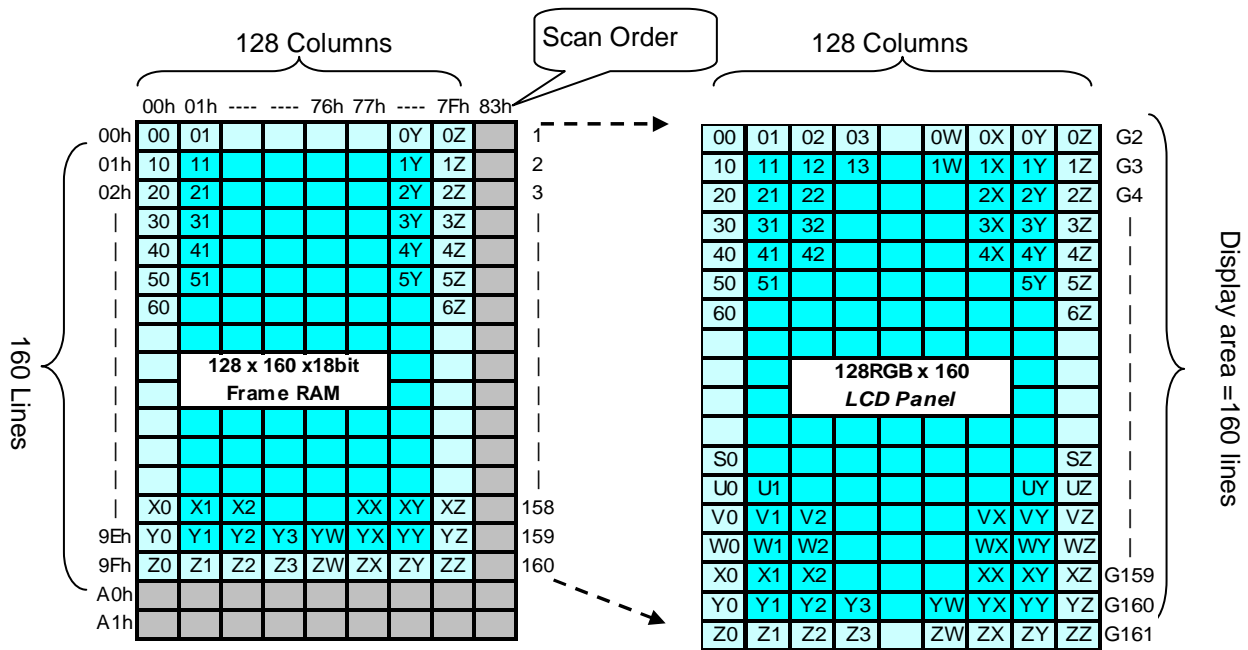 128 Columns
Scan Order
128 Columns
00h 01h ---- ---- 76h 77h ---- 7Fh 83h
00h 00 01 0Y 0Z 1
01h 10 11 1Y 1Z 2
02h 20 21 2Y 2Z 3
30 31 3Y 3Z
40 41 4Y 4Z
50 51 5Y 5Z
60 6Z
128 x 160 x18bit
Frame RAM
160 Lines
X0 X1 X2 XX XY XZ 158
9Eh Y0 Y1 Y2 Y3 YW YX YY YZ 159
9Fh Z0 Z1 Z2 Z3 ZW ZX ZY ZZ 160
A0h
A1h
00 01 02 03 0W 0X 0Y 0Z G2
10 11 12 13 1W 1X 1Y 1Z G3
20 21 22 2X 2Y 2Z G4
30 31 32 3X 3Y 3Z
40 41 42 4X 4Y 4Z
50 51 5Y 5Z
60 6Z
128RGB x 160
LCD Panel
Display area =160 lines
S0 SZ
U0 U1 UY UZ
V0 V1 V2 VX VY VZ
W0 W1 W2 WX WY WZ
X0 X1 X2 XX XY XZ G159
Y0 Y1 Y2 Y3 YW YX YY YZ G160
Z0 Z1 Z2 Z3 ZW ZX ZY ZZ G161